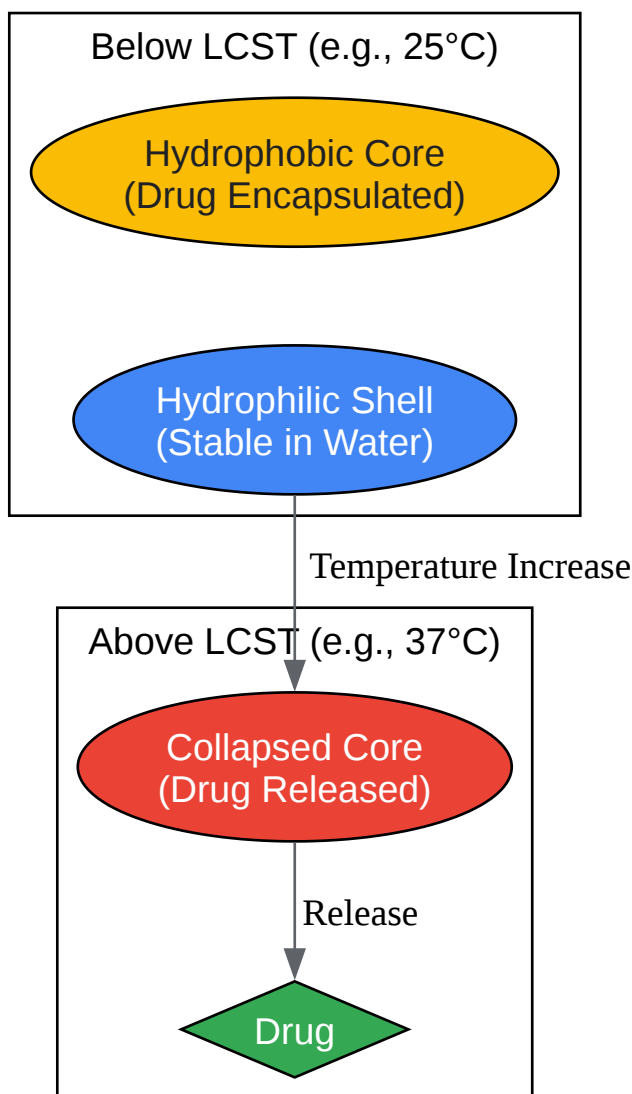 Below LCST (e.g., 25°C)
Hydrophobic Core
(Drug Encapsulated)
Hydrophilic Shell
(Stable in Water)
Temperature Increase
Above LCST (e.g., 37°C)
Collapsed Core
(Drug Released)
Release
Drug